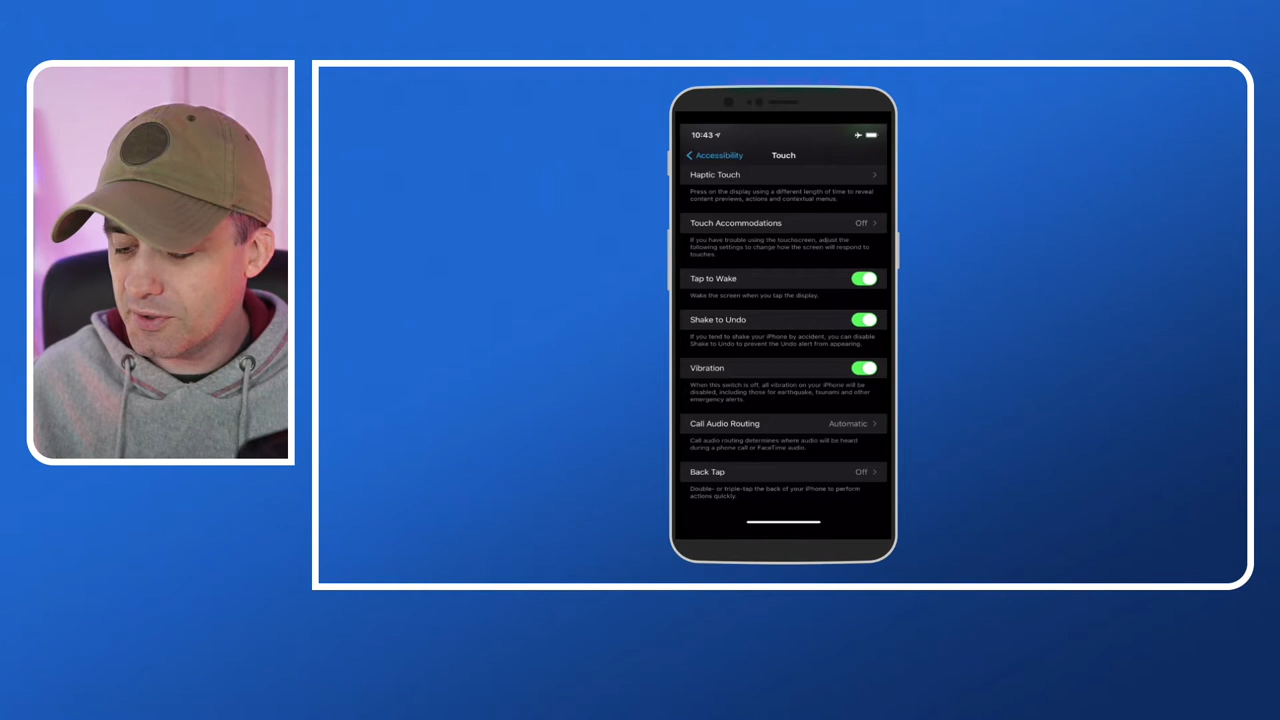 10:43
Accessibility
Touch
Haptic Touch
Press on the display using a different length of time to reveal
content previews, actions and contextual menus.
Touch Accommodations Off
If you have trouble using the touchscreen, adjust the
following settings to change how the screen will respond to
touches.
Tap to Wake
Wake the screen when you tap the display.
Shake to Undo
If you tend to shake your iPhone by accident, you can disable
Shake to Undo to prevent the Undo alert from appearing.
Vibration
When this switch is off, all vibration on your iPhone will be
disabled, including those for earthquake, tsunami and other
emergency alerts.
Call Audio Routing Automatic
Call audio routing determines where audio will be heard
during a phone call or FaceTime audio.
Back Tap Off
Double- or triple-tap the back of your iPhone to perform
actions quickly.